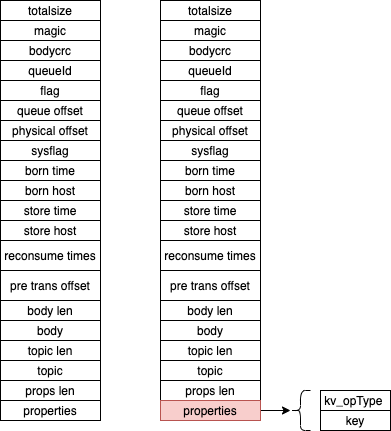 totalsize
magic
bodycrc
queueId
flag
queue offset
physical offset
sysflag
born time
born host
store time
store host
reconsume times
pre trans offset
body len
body
topic len
topic
props len
properties
totalsize
magic
bodycrc
queueId
flag
queue offset
physical offset
sysflag
born time
born host
store time
store host
reconsume times
pre trans offset
body len
body
topic len
topic
props len
properties
kv_opType
key